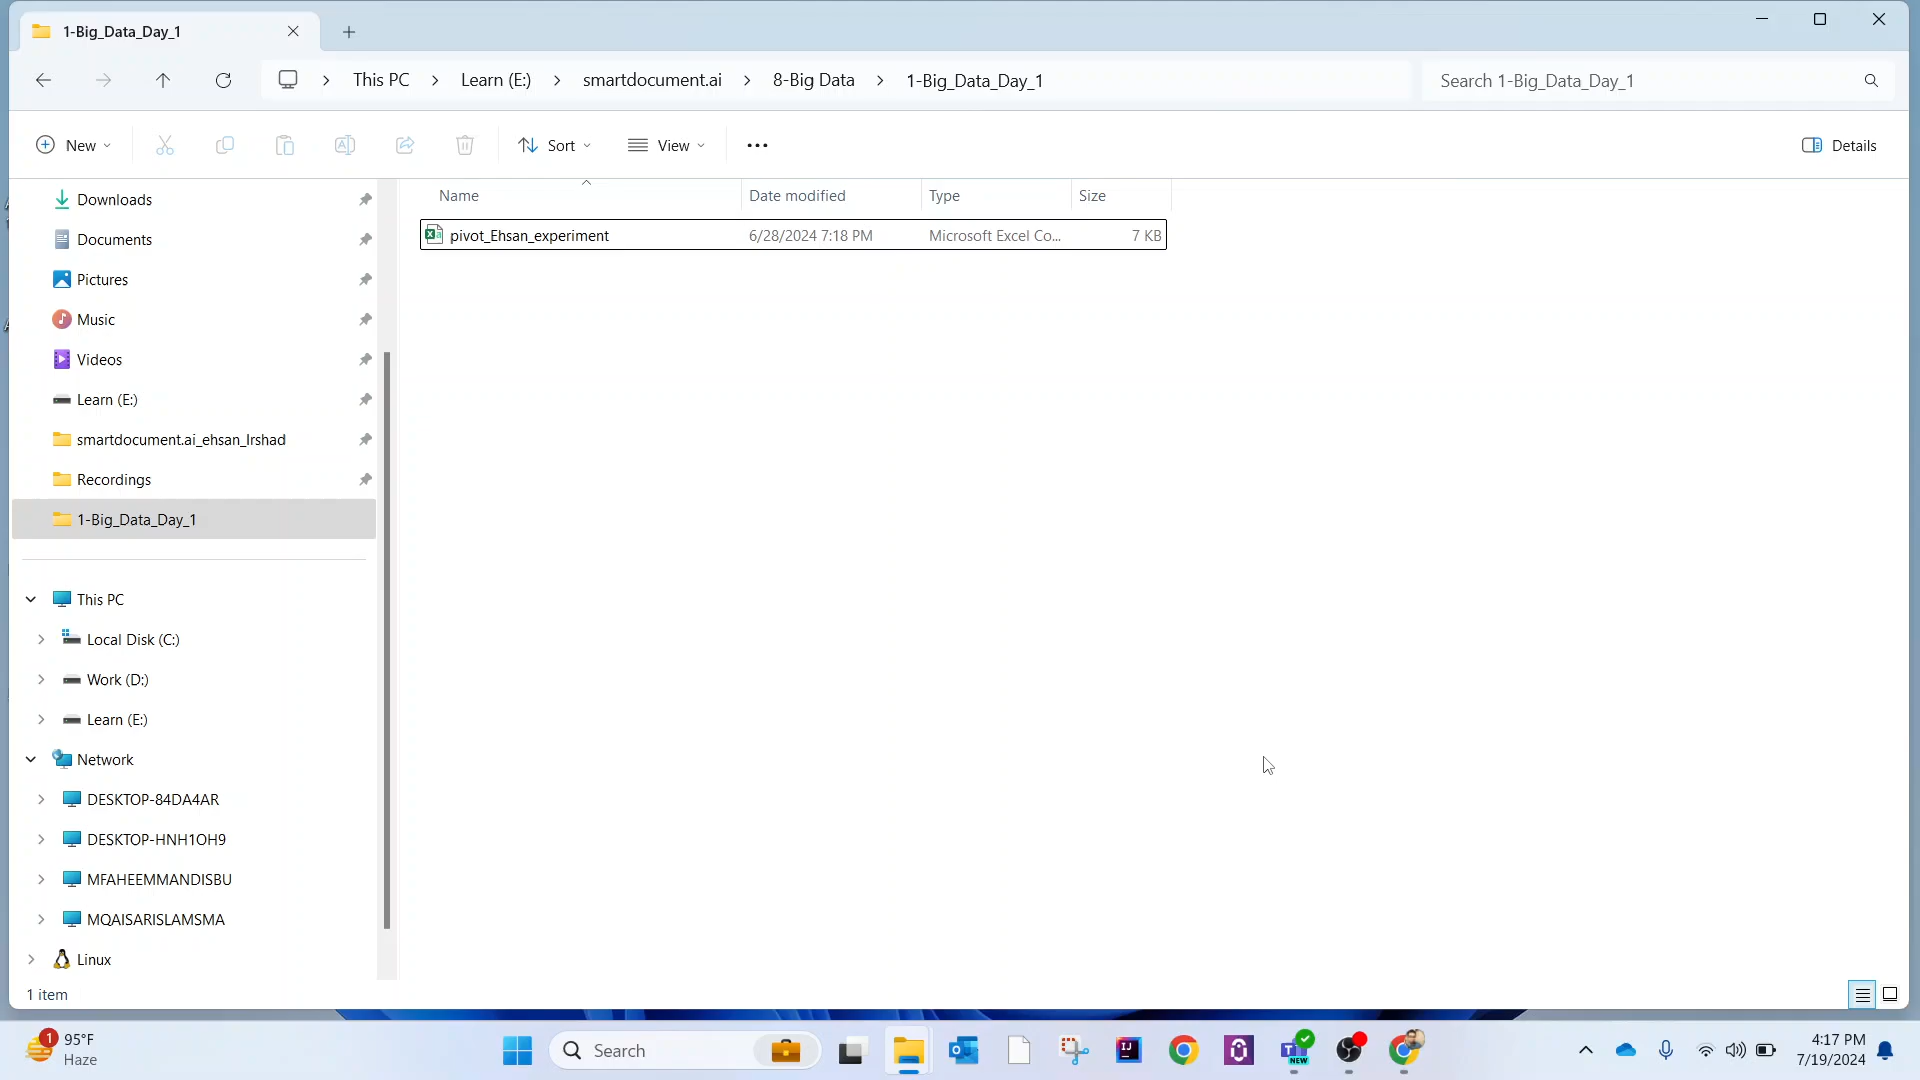 1-Big_Data_Day_1
This PC
Learn (E:)
smartdocument.ai
8-Big Data
1-Big_Data_Day_1
Search 1-Big_Data_Day_1
New
Sort
View
Details
Name
Date modified
Type
Size
pivot_Ehsan_experiment
6/28/2024 7:18 PM
Microsoft Excel Co...
7 KB
Downloads
Documents
Pictures
Music
Videos
Learn (E:)
smartdocument.ai_ehsan_Irshad
Recordings
1-Big_Data_Day_1
This PC
Local Disk (C:)
Work (D:)
Learn (E:)
Network
DESKTOP-84DA4AR
DESKTOP-HNH1OH9
MFAHEEMMANDISBU
MQAISARISLAMSMA
Linux
1 item
1
95°F
Haze
Search
NEW
4:17 PM
7/19/2024